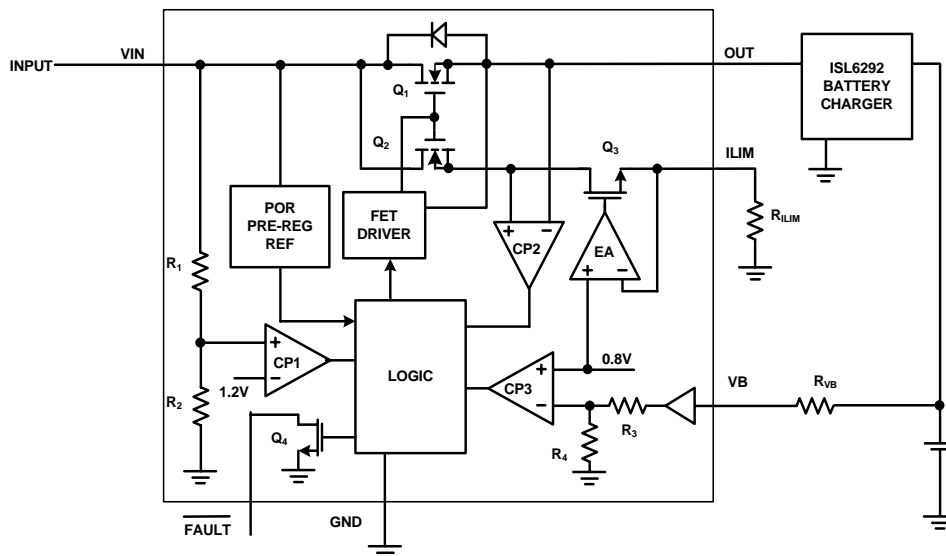 INPUT
VIN
OUT
ISL6292
BATTERY
CHARGER
Q1
Q2
Q3
ILIM
RILIM
POR
PRE-REG
REF
FET
DRIVER
+
−
CP2
EA
+
−
R1
+
−
CP1
1.2V
LOGIC
+
−
CP3
0.8V
VB
RVB
R2
R3
R4
Q4
FAULT
GND